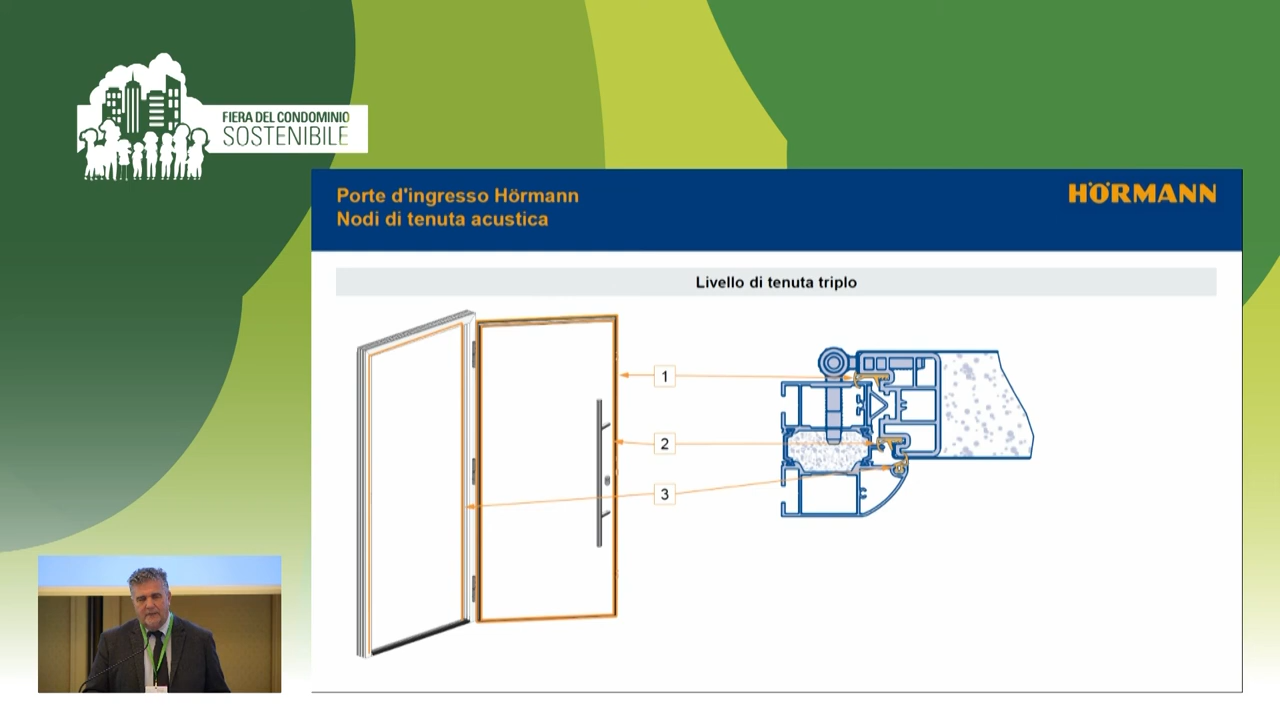 FIERA DEL CONDOMINIO
SOSTENIBILE
Porte d'ingresso Hörmann
Nodi di tenuta acustica
HÖRMANN
Livello di tenuta triplo
1
2
3